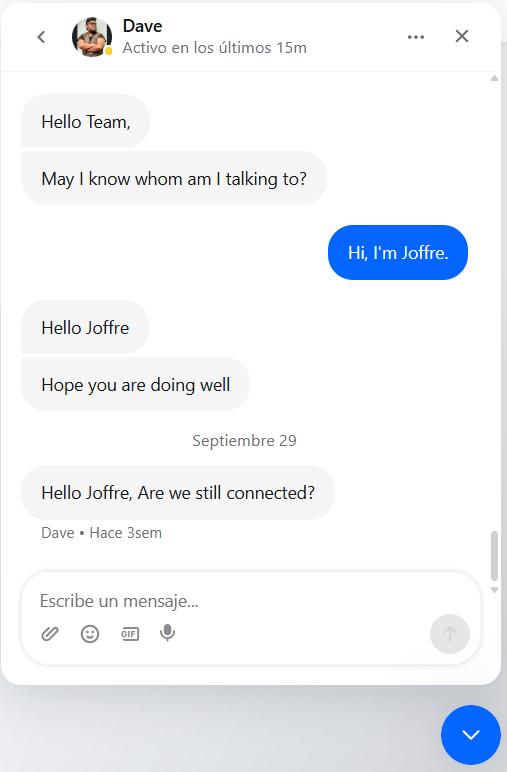 Dave
Activo en los últimos 15m
Hello Team,
May I know whom am I talking to?
Hi, I'm Joffre.
Hello Joffre
Hope you are doing well
Septiembre 29
Hello Joffre, Are we still connected?
Dave • Hace 3sem
Escribe un mensaje...
GIF